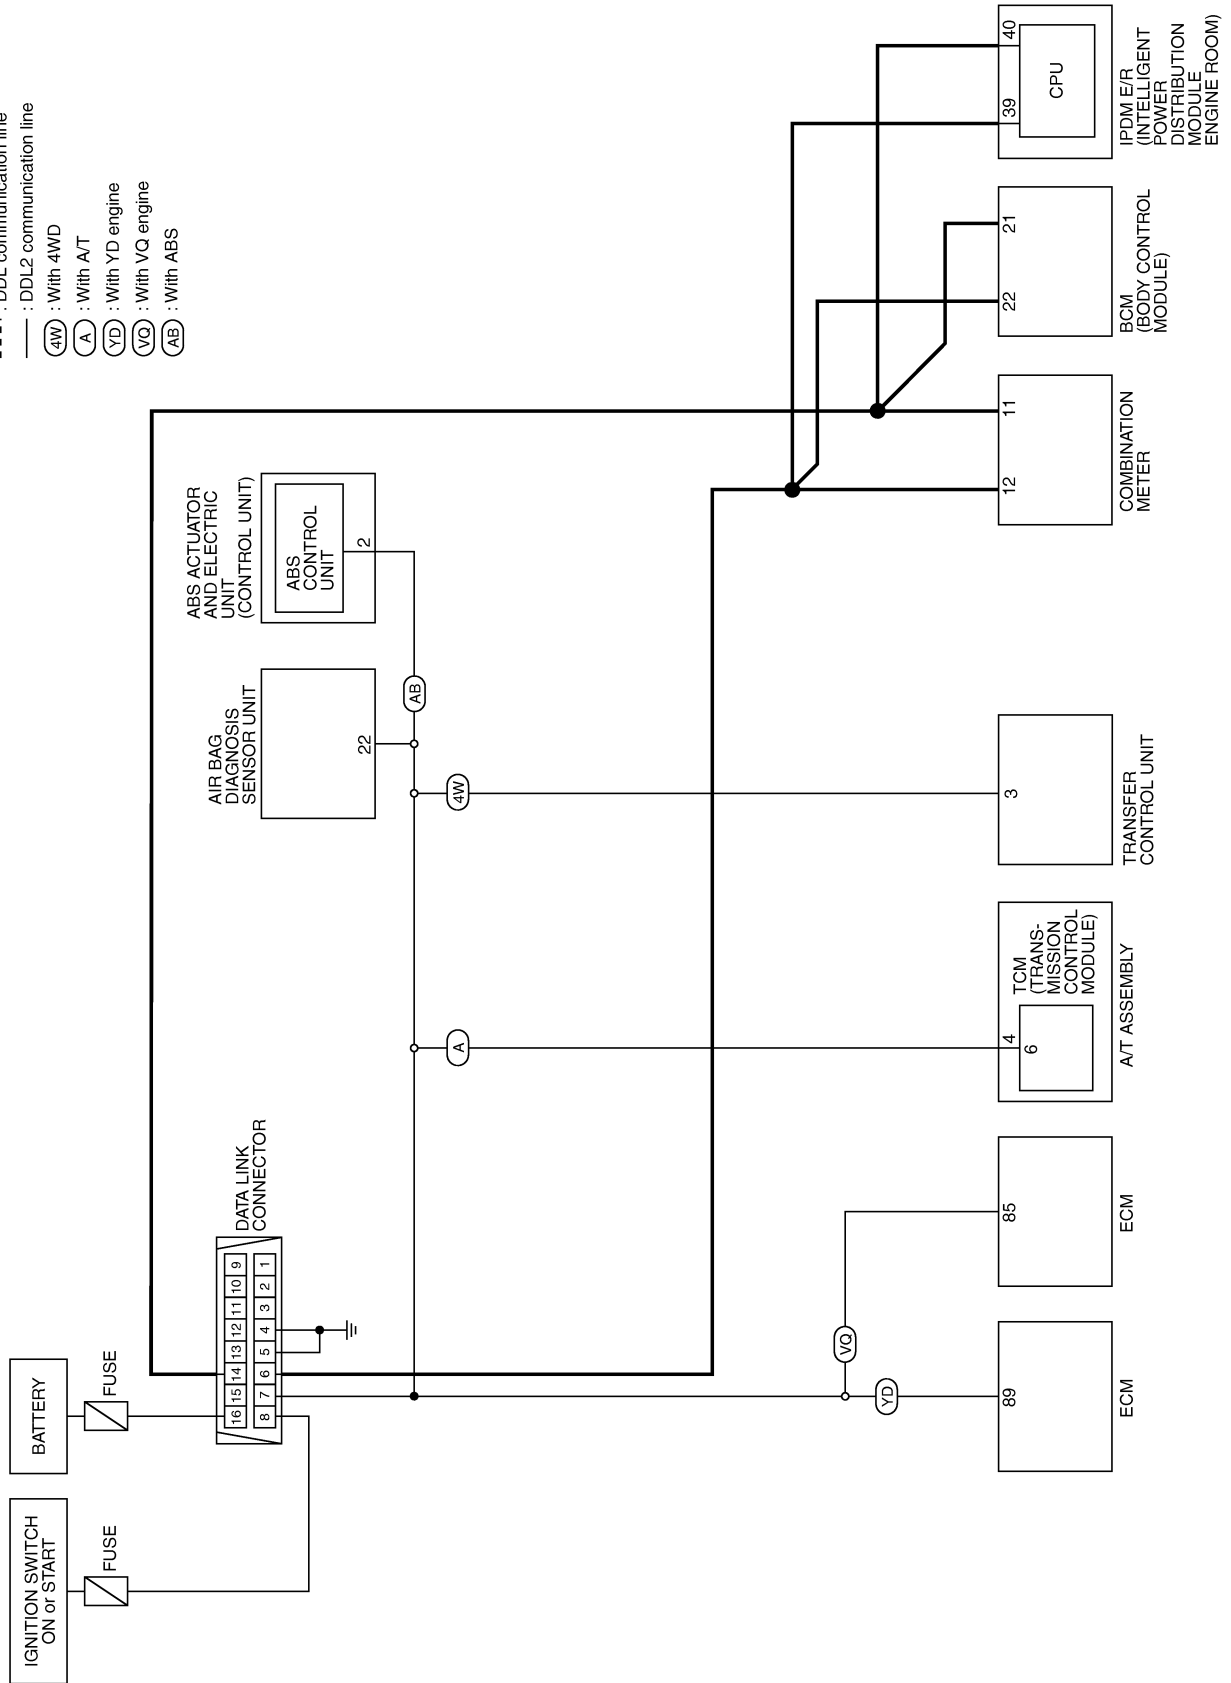 : DDL communication line
: DDL2 communication line
4W : With 4WD
A : With A/T
YD : With YD engine
VQ : With VQ engine
AB : With ABS
IGNITION SWITCH
ON or START
FUSE
BATTERY
FUSE
DATA LINK
CONNECTOR
16 15 14 13 12 11 10 9
8 7 6 5 4 3 2 1
AIR BAG
DIAGNOSIS
SENSOR UNIT
22
ABS ACTUATOR
AND ELECTRIC
UNIT
(CONTROL UNIT)
ABS
CONTROL
UNIT
2
AB
4W
A
VQ
YD
89
ECM
85
ECM
4
6
TCM
(TRANS-
MISSION
CONTROL
MODULE)
A/T ASSEMBLY
3
TRANSFER
CONTROL UNIT
12
11
COMBINATION
METER
22
21
BCM
(BODY CONTROL
MODULE)
39
40
CPU
IPDM E/R
(INTELLIGENT
POWER
DISTRIBUTION
MODULE
ENGINE ROOM)